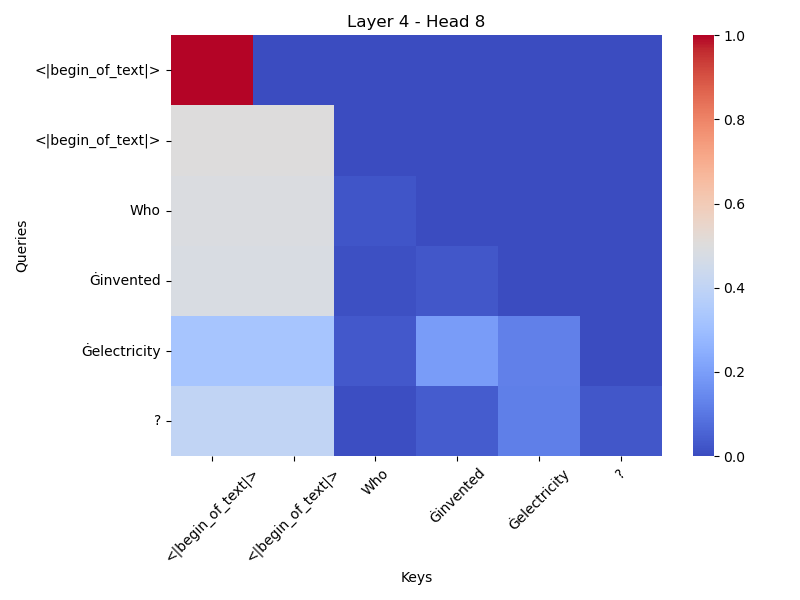 Layer 4 - Head 8
<|begin_of_text|>
<|begin_of_text|>
Who
Ġinvented
Ġelectricity
?
Queries
<|begin_of_text|>
<|begin_of_text|>
Who
Ġinvented
Ġelectricity
?
Keys
1.0
0.8
0.6
0.4
0.2
0.0